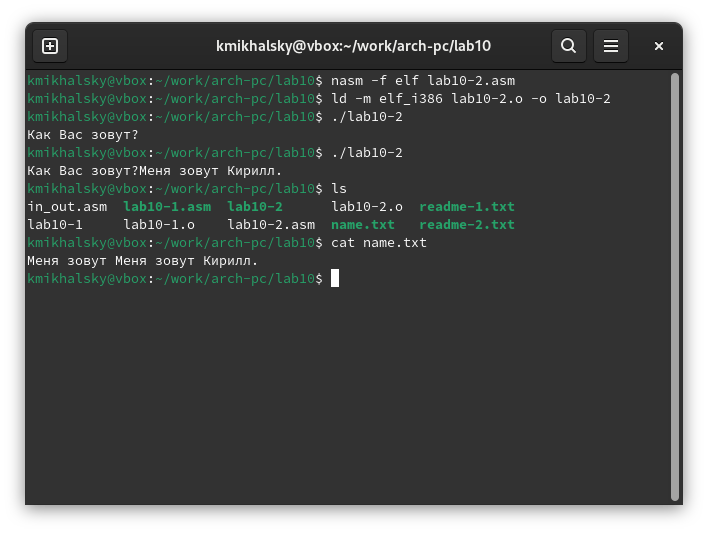 kmikhalsky@vbox:~/work/arch-pc/lab10
kmikhalsky@vbox:~/work/arch-pc/lab10$ nasm -f elf lab10-2.asm
kmikhalsky@vbox:~/work/arch-pc/lab10$ ld -m elf_i386 lab10-2.o -o lab10-2
kmikhalsky@vbox:~/work/arch-pc/lab10$ ./lab10-2
Как Вас зовут?
kmikhalsky@vbox:~/work/arch-pc/lab10$ ./lab10-2
Как Вас зовут?Меня зовут Кирилл.
kmikhalsky@vbox:~/work/arch-pc/lab10$ ls
in_out.asm  lab10-1.asm  lab10-2      lab10-2.o  readme-1.txt
lab10-1     lab10-1.o    lab10-2.asm  name.txt   readme-2.txt
kmikhalsky@vbox:~/work/arch-pc/lab10$ cat name.txt
Меня зовут Меня зовут Кирилл.
kmikhalsky@vbox:~/work/arch-pc/lab10$